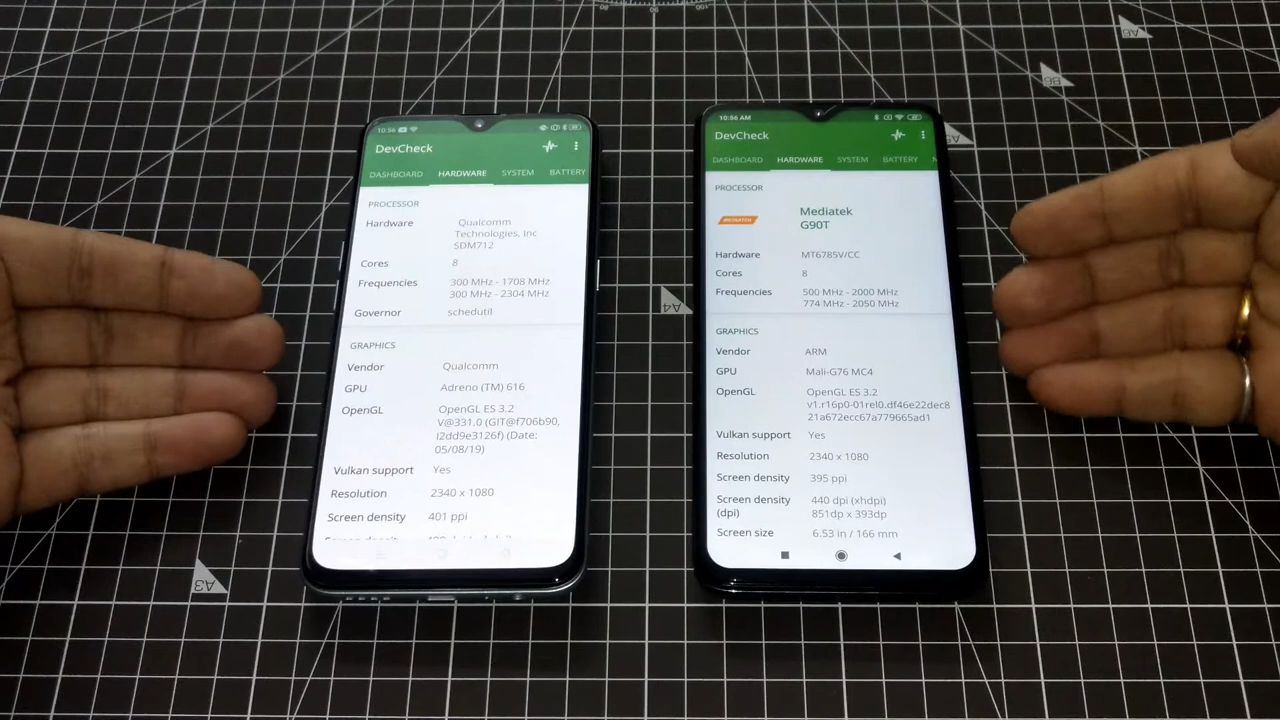 10:56
DevCheck
DASHBOARD HARDWARE SYSTEM BATTERY
PROCESSOR
Hardware Qualcomm
Technologies, Inc
SDM712
Cores 8
Frequencies 300 MHz - 1708 MHz
300 MHz - 2304 MHz
Governor schedutil
GRAPHICS
Vendor Qualcomm
GPU Adreno (TM) 616
OpenGL OpenGL ES 3.2
V@331.0 (GIT@f706b90,
I2dd9e3126f) (Date:
05/08/19)
Vulkan support Yes
Resolution 2340 x 1080
Screen density 401 ppi
10:56 AM
DevCheck
DASHBOARD HARDWARE SYSTEM BATTERY N
PROCESSOR
MEDIATEK
Mediatek
G90T
Hardware MT6785V/CC
Cores 8
Frequencies 500 MHz - 2000 MHz
774 MHz - 2050 MHz
GRAPHICS
Vendor ARM
GPU Mali-G76 MC4
OpenGL OpenGL ES 3.2
v1.r16p0-01rel0.df46e22dec8
21a672ecc67a779665ad1
Vulkan support Yes
Resolution 2340 x 1080
Screen density 395 ppi
Screen density 440 dpi (xhdpi)
(dpi) 851dp x 393dp
Screen size 6.53 in / 166 mm
A6
A5
A4
A3